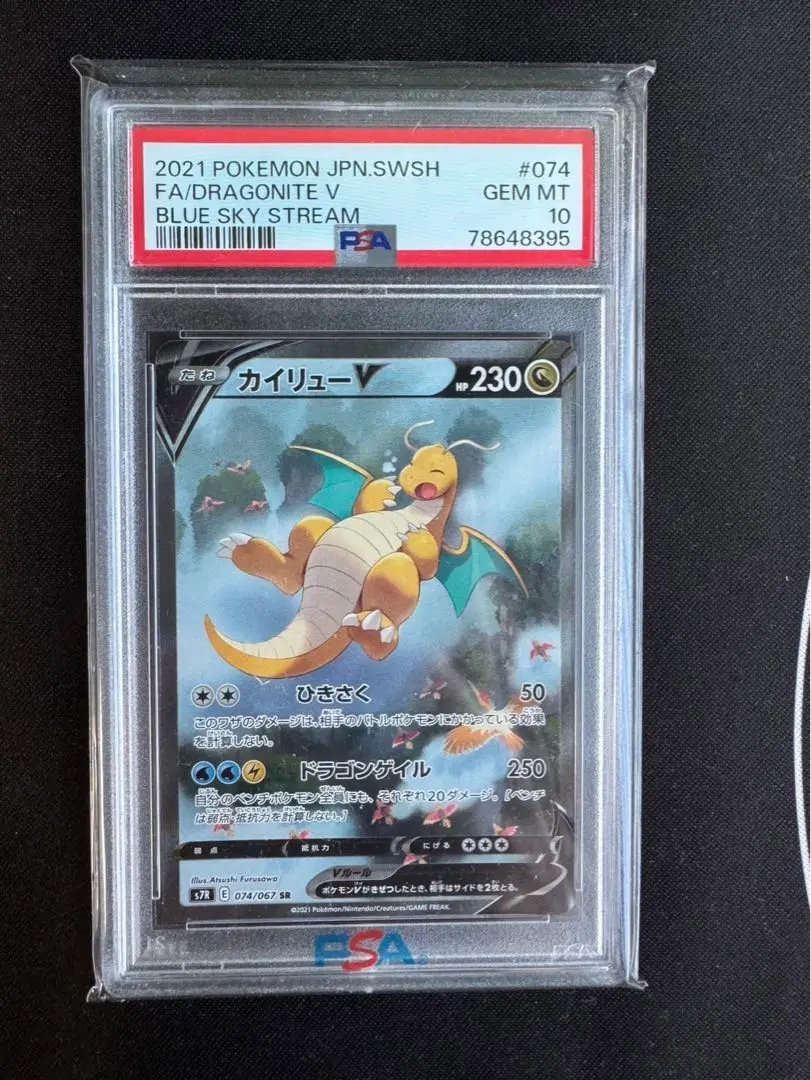 2021 POKEMON JPN.SWSH #074
FA/DRAGONITE V GEM MT
BLUE SKY STREAM 10
PSA 78648395
たね カイリューV HP 230
ひきさく 50
このワザのダメージは、相手のバトルポケモンにかかっている効果
を計算しない。
ドラゴンゲイル 250
自分のベンチポケモン全員にも、それぞれ20ダメージ。[ベンチ
は弱点・抵抗力を計算しない。]
弱点 抵抗力 にげる
Illus.Atsushi Furusawa
Vルール
ポケモンVがきぜつしたとき、相手はサイドを2枚とる。
s7R E 074/067 SR
©2021 Pokémon/Nintendo/Creatures/GAME FREAK.
PSA